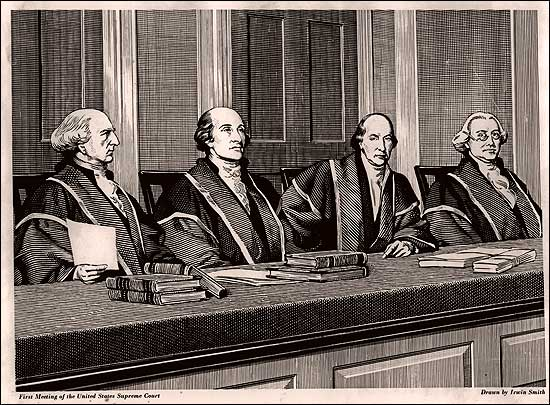 First Meeting of the United States Supreme Court
Drawn by Irwin Smith